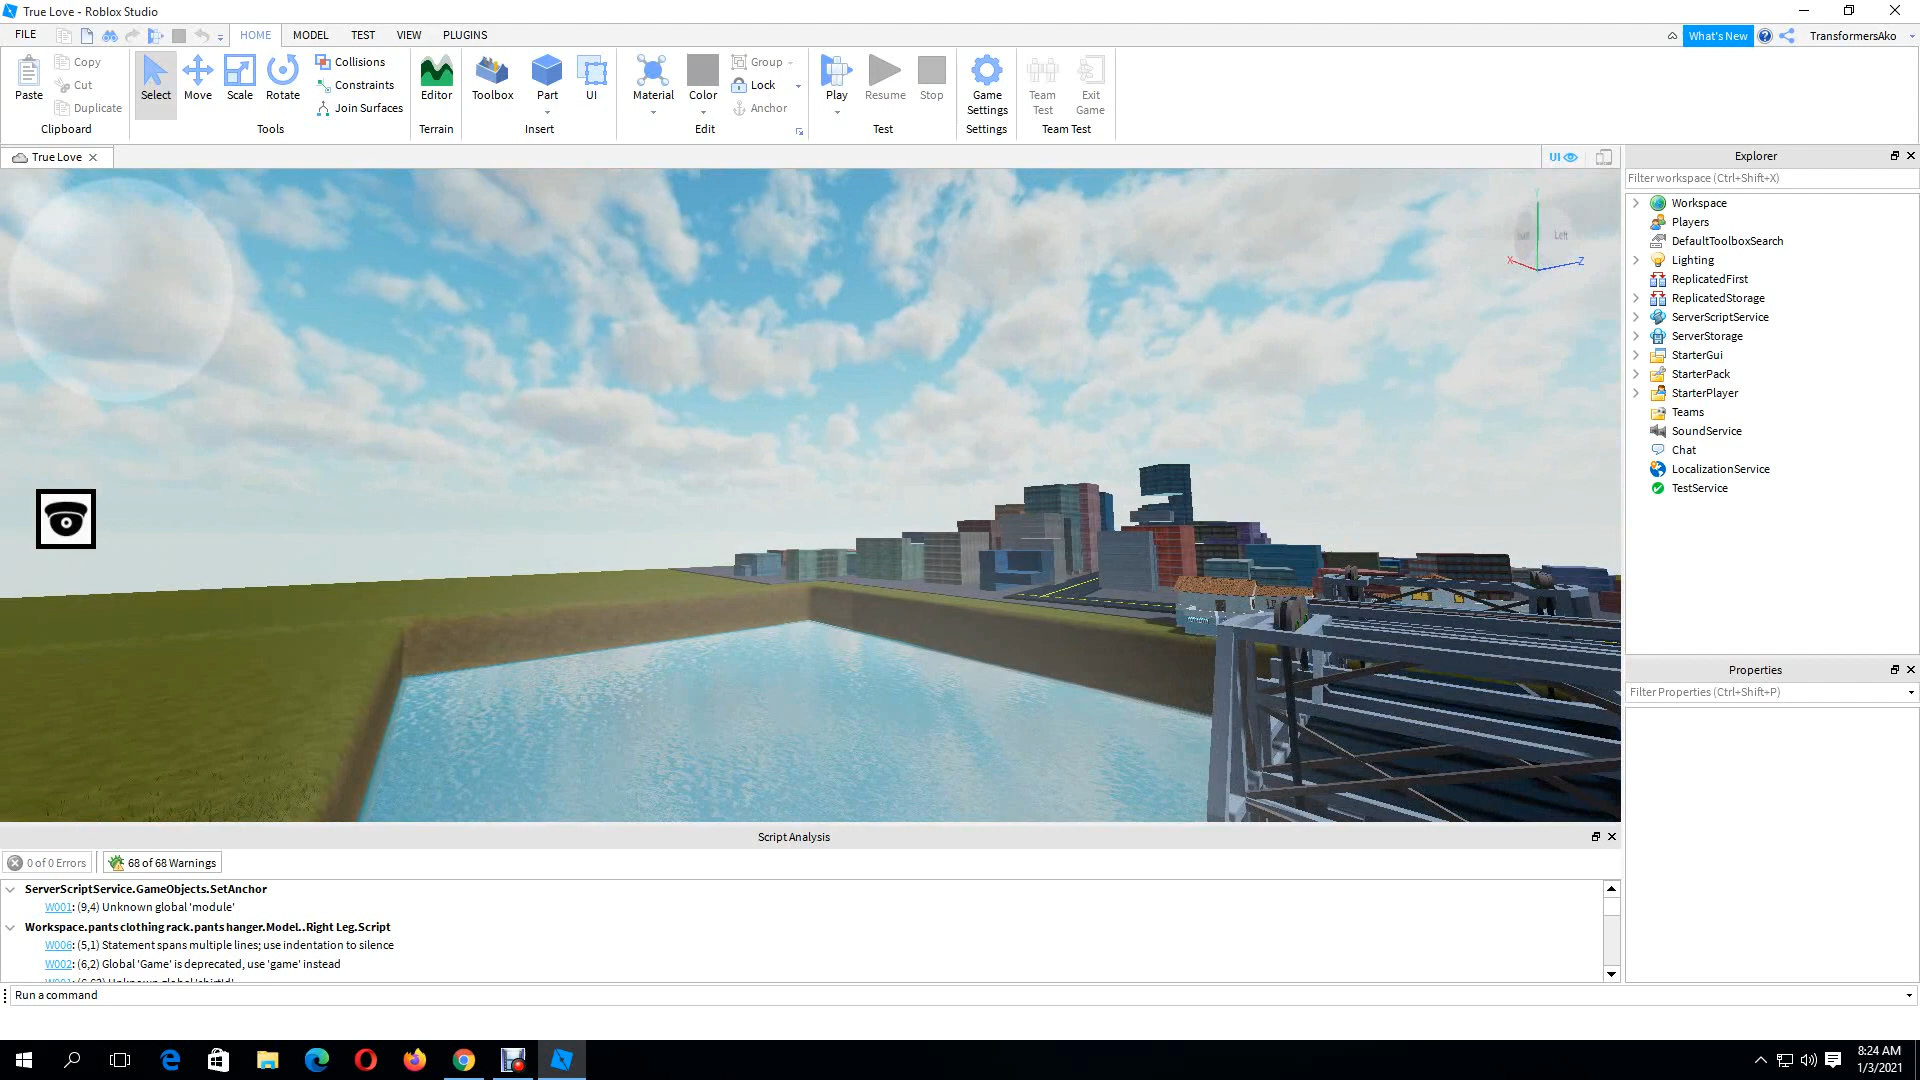 True Love - Roblox Studio
FILE HOME MODEL TEST VIEW PLUGINS What's New TransformersAko
Paste Copy Cut Duplicate Clipboard
Select Move Scale Rotate Collisions Constraints Join Surfaces Tools
Editor Terrain
Toolbox Part UI Insert
Material Color Group Lock Anchor Edit
Play Resume Stop Test
Game Settings Settings
Team Test Exit Game Team Test
True Love
UI
Left
Y
X
Z
Explorer
Filter workspace (Ctrl+Shift+X)
Workspace
Players
DefaultToolboxSearch
Lighting
ReplicatedFirst
ReplicatedStorage
ServerScriptService
ServerStorage
StarterGui
StarterPack
StarterPlayer
Teams
SoundService
Chat
LocalizationService
TestService
Properties
Filter Properties (Ctrl+Shift+P)
Script Analysis
0 of 0 Errors 68 of 68 Warnings
ServerScriptService.GameObjects.SetAnchor
W001: (9,4) Unknown global 'module'
Workspace.pants clothing rack.pants hanger.Model..Right Leg.Script
W006: (5,1) Statement spans multiple lines; use indentation to silence
W002: (6,2) Global 'Game' is deprecated, use 'game' instead
Run a command
8:24 AM
1/3/2021